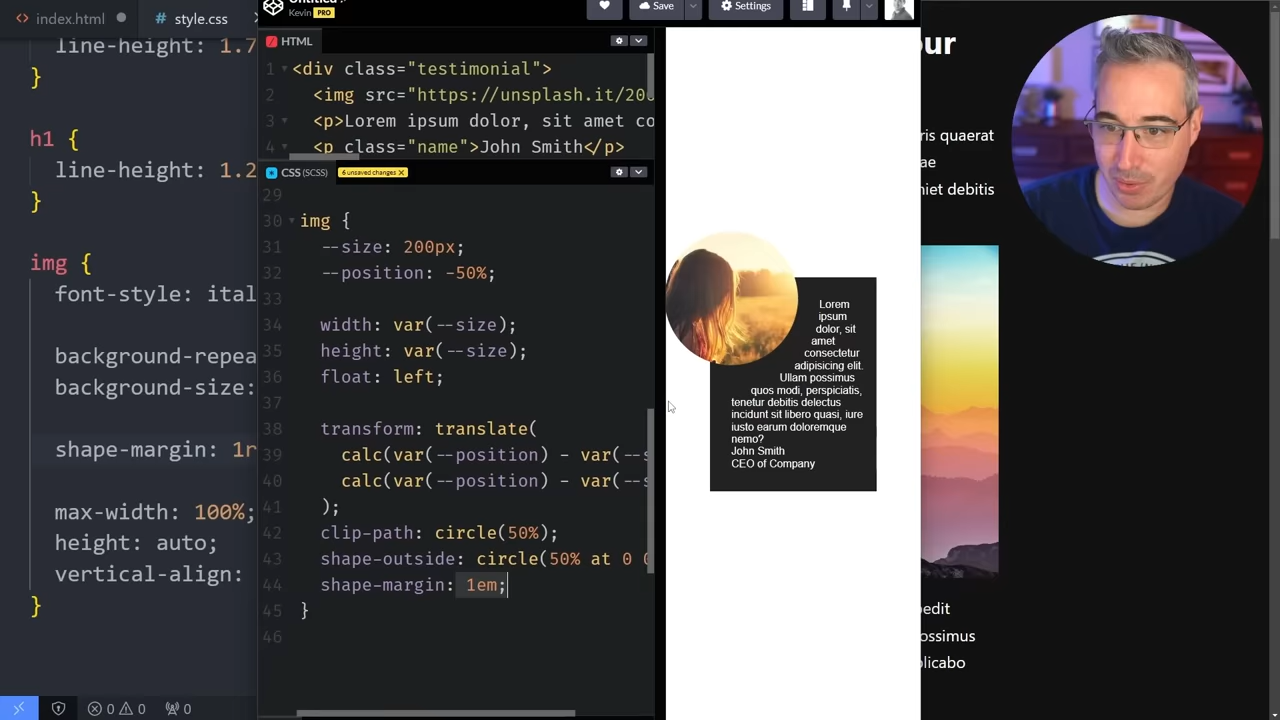 index.html
style.css
line-height: 1.7
}
h1 {
line-height: 1.2
}
img {
font-style: ital
background-repea
background-size:
shape-margin: 1r
max-width: 100%;
height: auto;
vertical-align:
}
0 0 0
Untitled
Kevin PRO
Save
Settings
HTML
1 <div class="testimonial">
2 <img src="https://unsplash.it/200
3 <p>Lorem ipsum dolor, sit amet co
4 <p class="name">John Smith</p>
CSS (SCSS)
6 unsaved changes X
29
30 img {
31 --size: 200px;
32 --position: -50%;
33
34 width: var(--size);
35 height: var(--size);
36 float: left;
37
38 transform: translate(
39 calc(var(--position) - var(--s
40 calc(var(--position) - var(--s
41 );
42 clip-path: circle(50%);
43 shape-outside: circle(50% at 0 0
44 shape-margin: 1em;
45 }
46
Lorem
ipsum
dolor, sit
amet
consectetur
adipisicing elit.
Ullam possimus
quos modi, perspiciatis,
tenetur debitis delectus
incidunt sit libero quasi, iure
iusto earum doloremque
nemo?
John Smith
CEO of Company
our
ris quaerat
ae
niet debitis
edit
ossimus
licabo